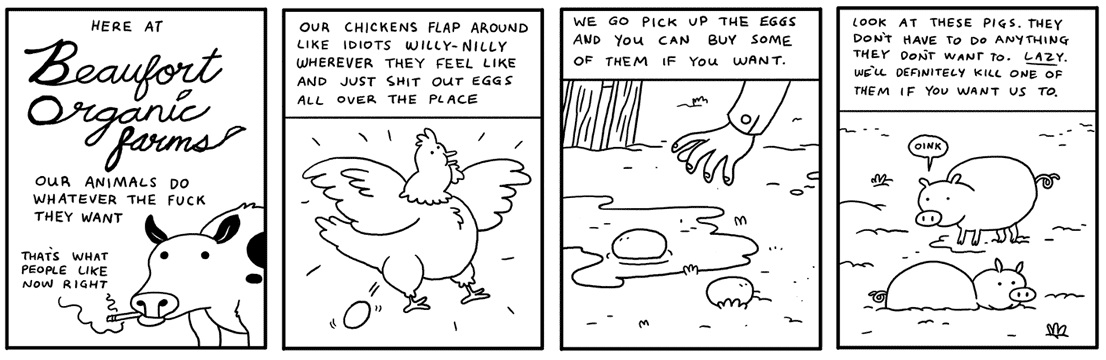 HERE AT
Beaufort
Organic
farms
OUR ANIMALS DO
WHATEVER THE FUCK
THEY WANT
THAT'S WHAT
PEOPLE LIKE
NOW RIGHT
OUR CHICKENS FLAP AROUND
LIKE IDIOTS WILLY-NILLY
WHEREVER THEY FEEL LIKE
AND JUST SHIT OUT EGGS
ALL OVER THE PLACE
WE GO PICK UP THE EGGS
AND YOU CAN BUY SOME
OF THEM IF YOU WANT.
LOOK AT THESE PIGS. THEY
DON'T HAVE TO DO ANYTHING
THEY DON'T WANT TO. LAZY.
WE'LL DEFINITELY KILL ONE OF
THEM IF YOU WANT US TO.
OINK